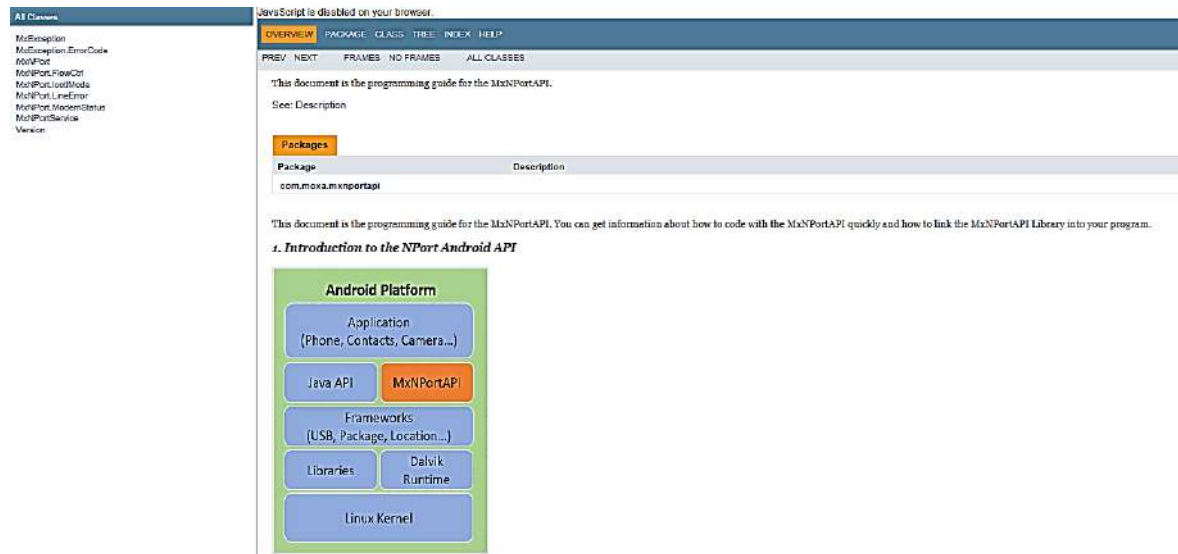 All Classes
MxException
MxException.ErrorCode
MxNPort
MxNPort.FlowCtrl
MxNPort.IoctlMode
MxNPort.LineError
MxNPort.ModemStatus
MxNPortService
Version
JavaScript is disabled on your browser.
OVERVIEW PACKAGE CLASS TREE INDEX HELP
PREV NEXT FRAMES NO FRAMES ALL CLASSES
This document is the programming guide for the MxNPortAPI.
See: Description
Packages
Package Description
com.moxa.mxnportapi
This document is the programming guide for the MxNPortAPI. You can get information about how to code with the MxNPortAPI quickly and how to link the MxNPortAPI Library into your program.
1. Introduction to the NPort Android API
Android Platform
Application
(Phone, Contacts, Camera...)
Java API MxNPortAPI
Frameworks
(USB, Package, Location...)
Libraries Dalvik
Runtime
Linux Kernel